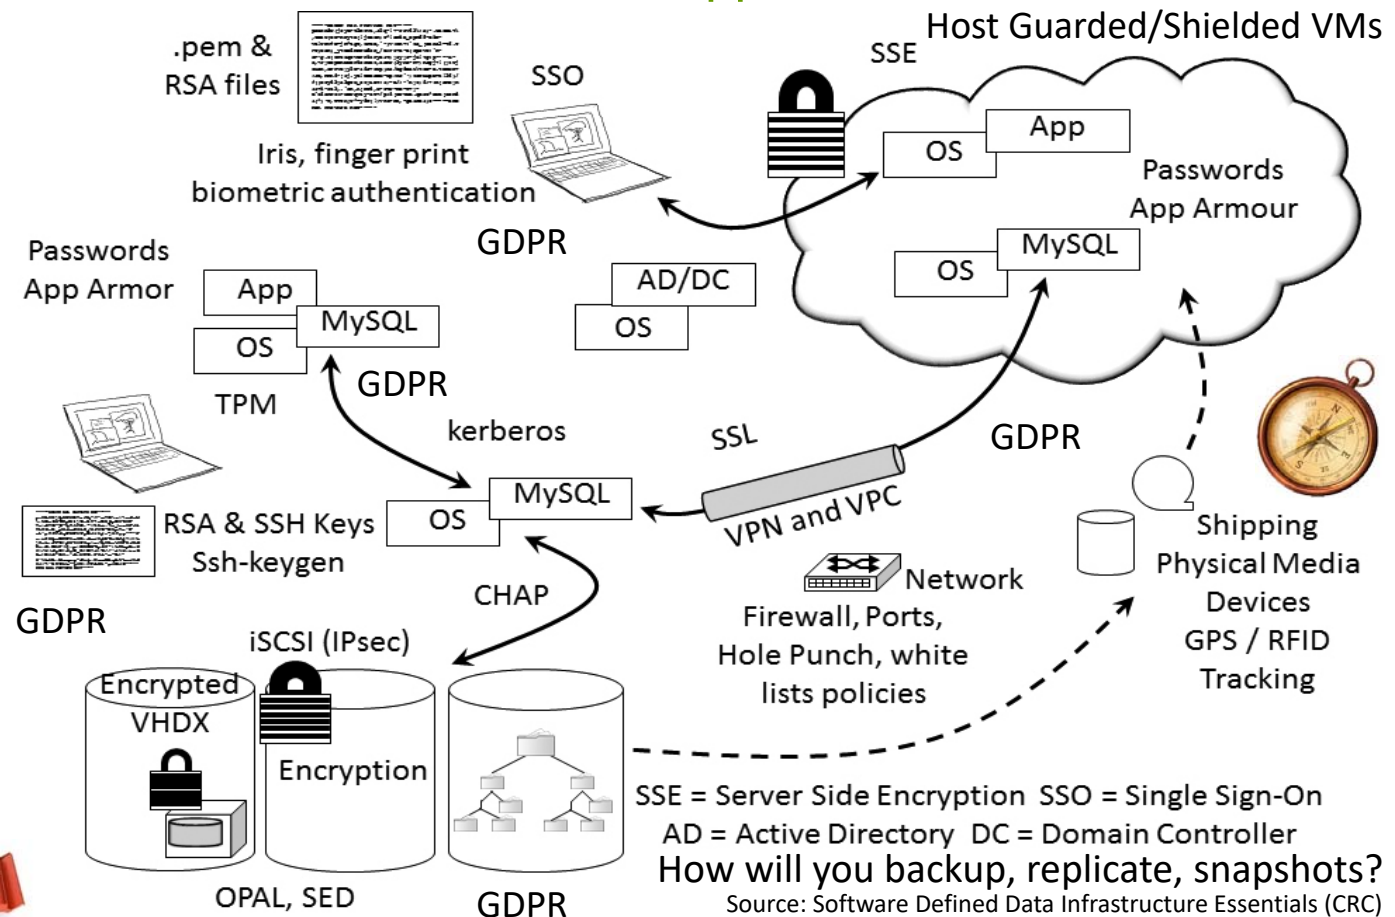 Host Guarded/Shielded VMs
.pem &
RSA files
SSO
SSE
Iris, finger print
biometric authentication
GDPR
App
OS
Passwords
App Armour
MySQL
OS
Passwords
App Armor
App
MySQL
OS
TPM
AD/DC
OS
GDPR
kerberos
SSL
GDPR
MySQL
OS
VPN and VPC
RSA & SSH Keys
Ssh-keygen
CHAP
Network
Firewall, Ports,
Hole Punch, white
lists policies
Shipping
Physical Media
Devices
GPS / RFID
Tracking
GDPR
iSCSI (IPsec)
Encrypted
VHDX
Encryption
OPAL, SED
GDPR
SSE = Server Side Encryption SSO = Single Sign-On
AD = Active Directory DC = Domain Controller
How will you backup, replicate, snapshots?
Source: Software Defined Data Infrastructure Essentials (CRC)